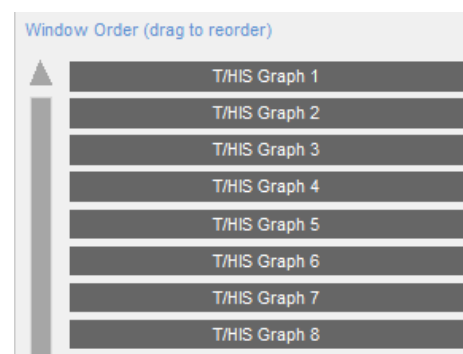 Window Order (drag to reorder)
T/HIS Graph 1
T/HIS Graph 2
T/HIS Graph 3
T/HIS Graph 4
T/HIS Graph 5
T/HIS Graph 6
T/HIS Graph 7
T/HIS Graph 8